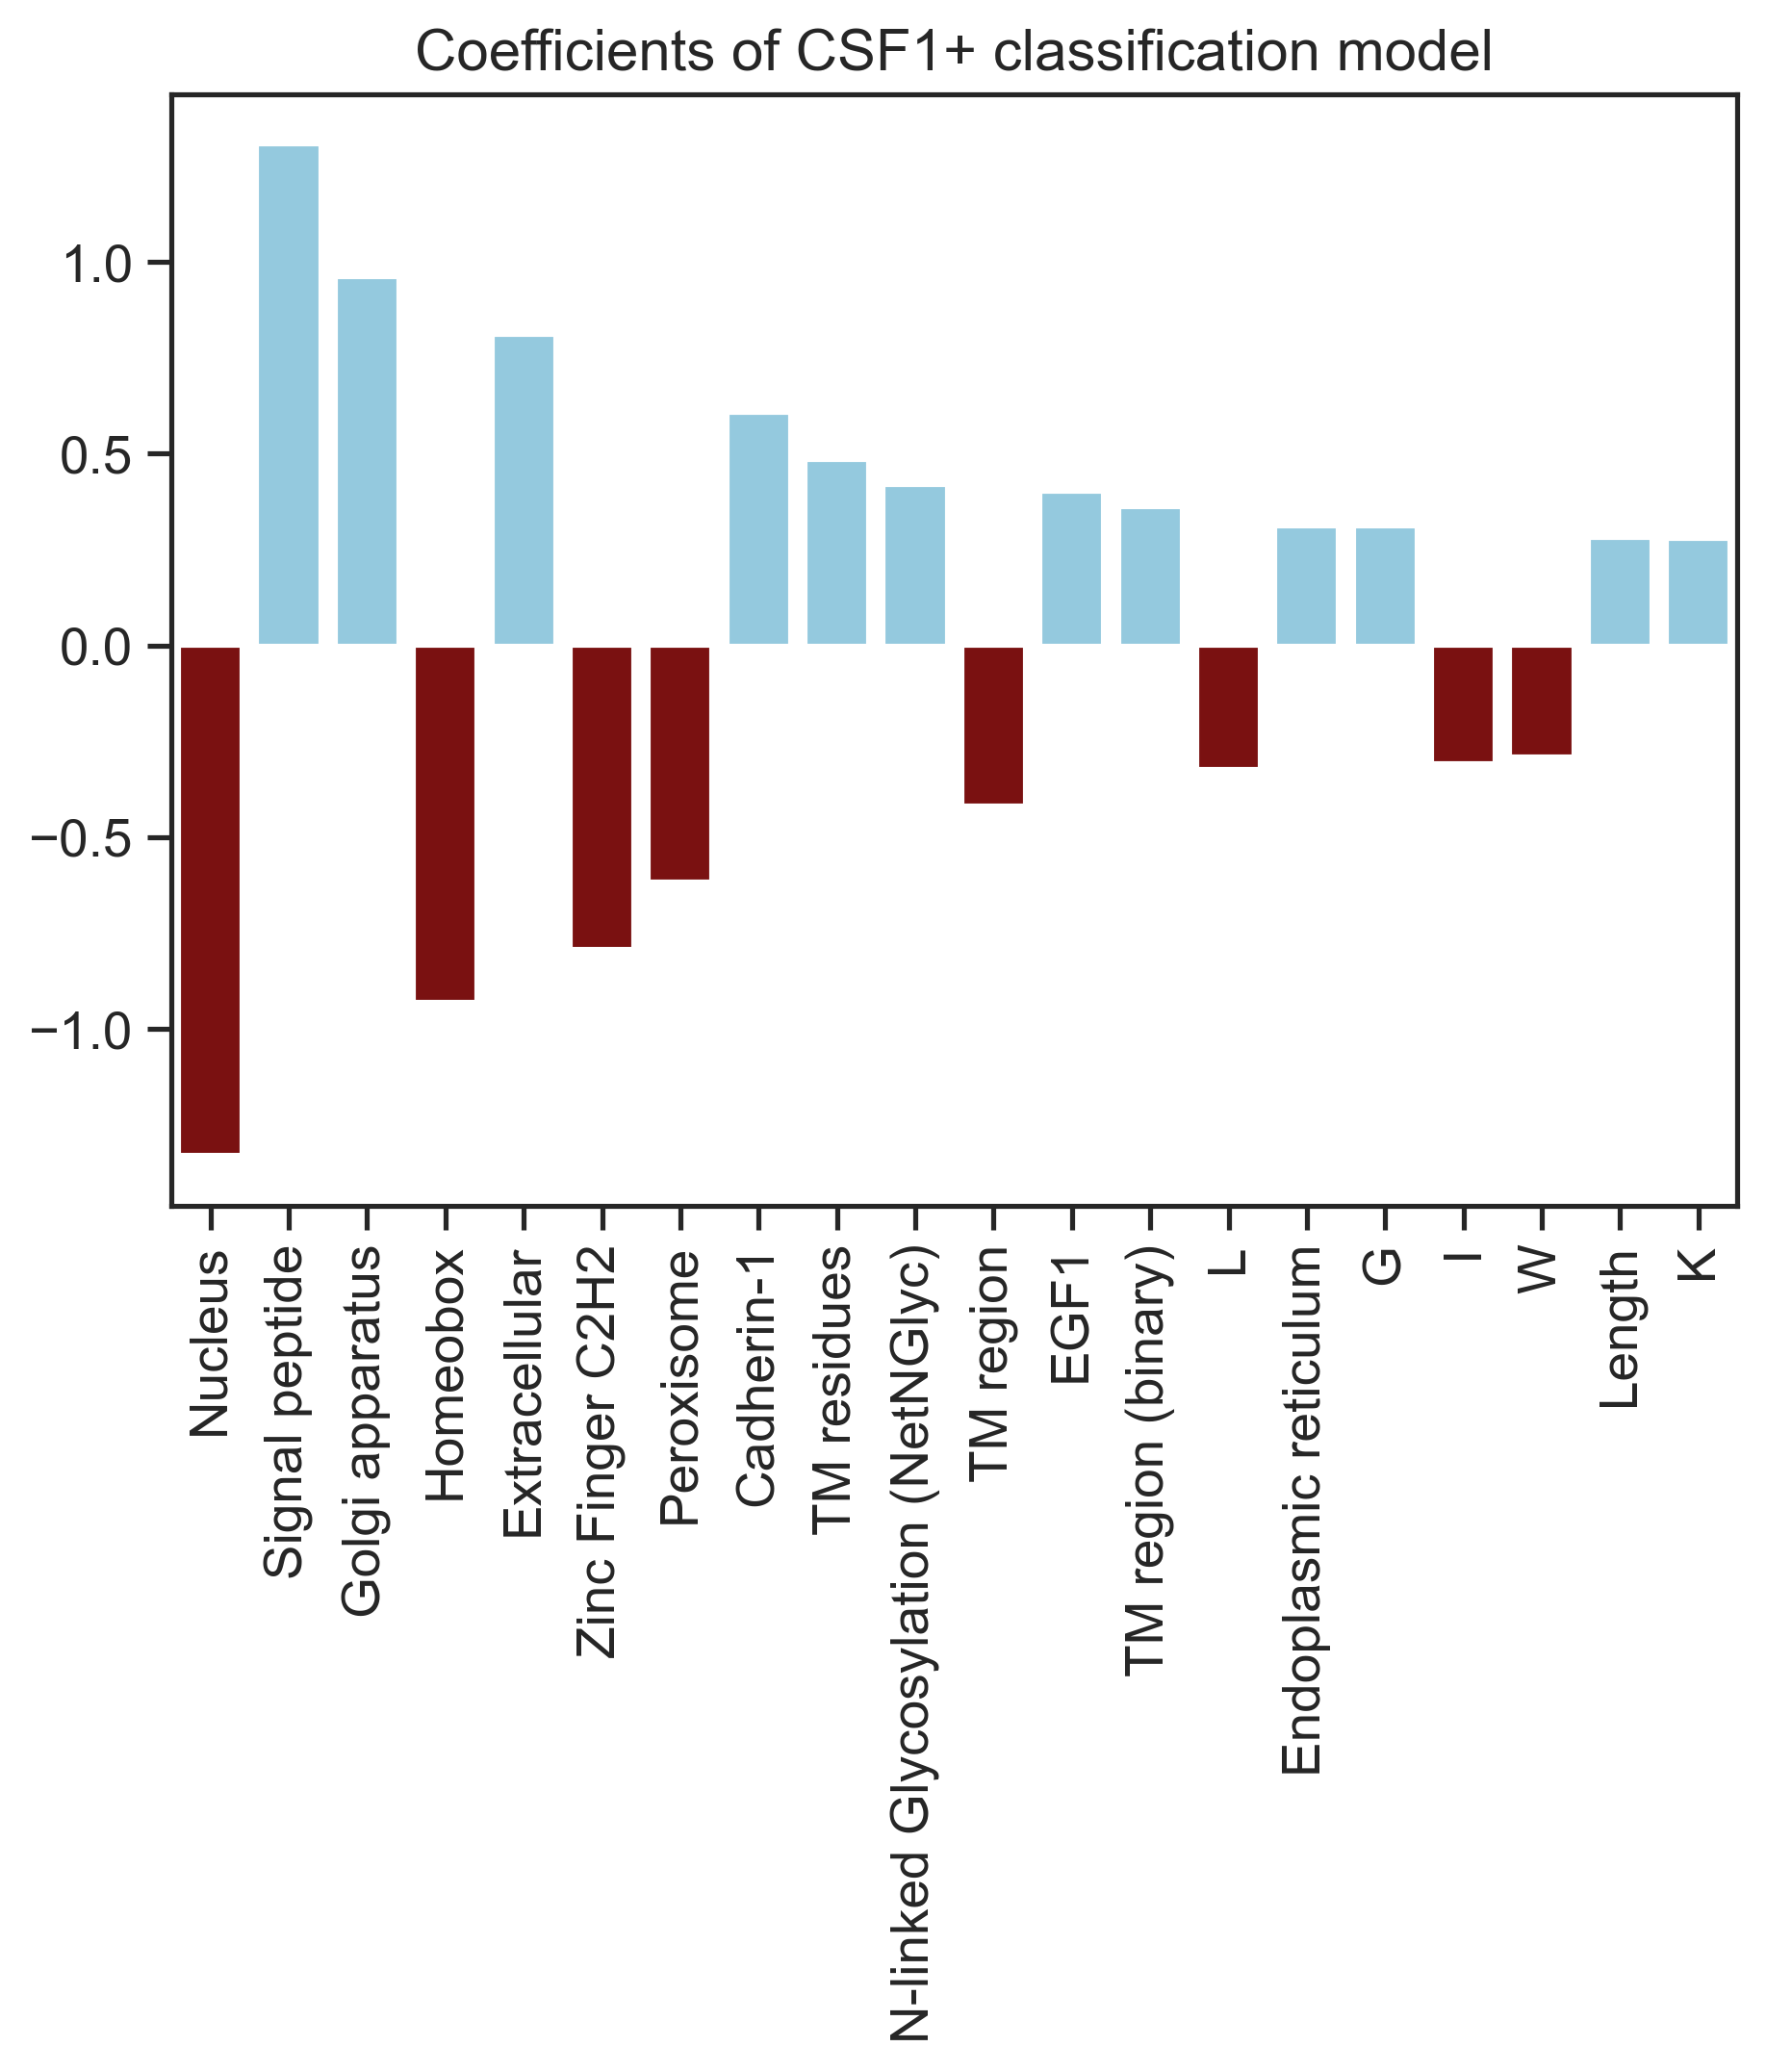 Coefficients of CSF1+ classification model
1.0
0.5
0.0
−0.5
−1.0
Nucleus
Signal peptide
Golgi apparatus
Homeobox
Extracellular
Zinc Finger C2H2
Peroxisome
Cadherin-1
TM residues
N-linked Glycosylation (NetNGlyc)
TM region
EGF1
TM region (binary)
L
Endoplasmic reticulum
G
I
W
Length
K